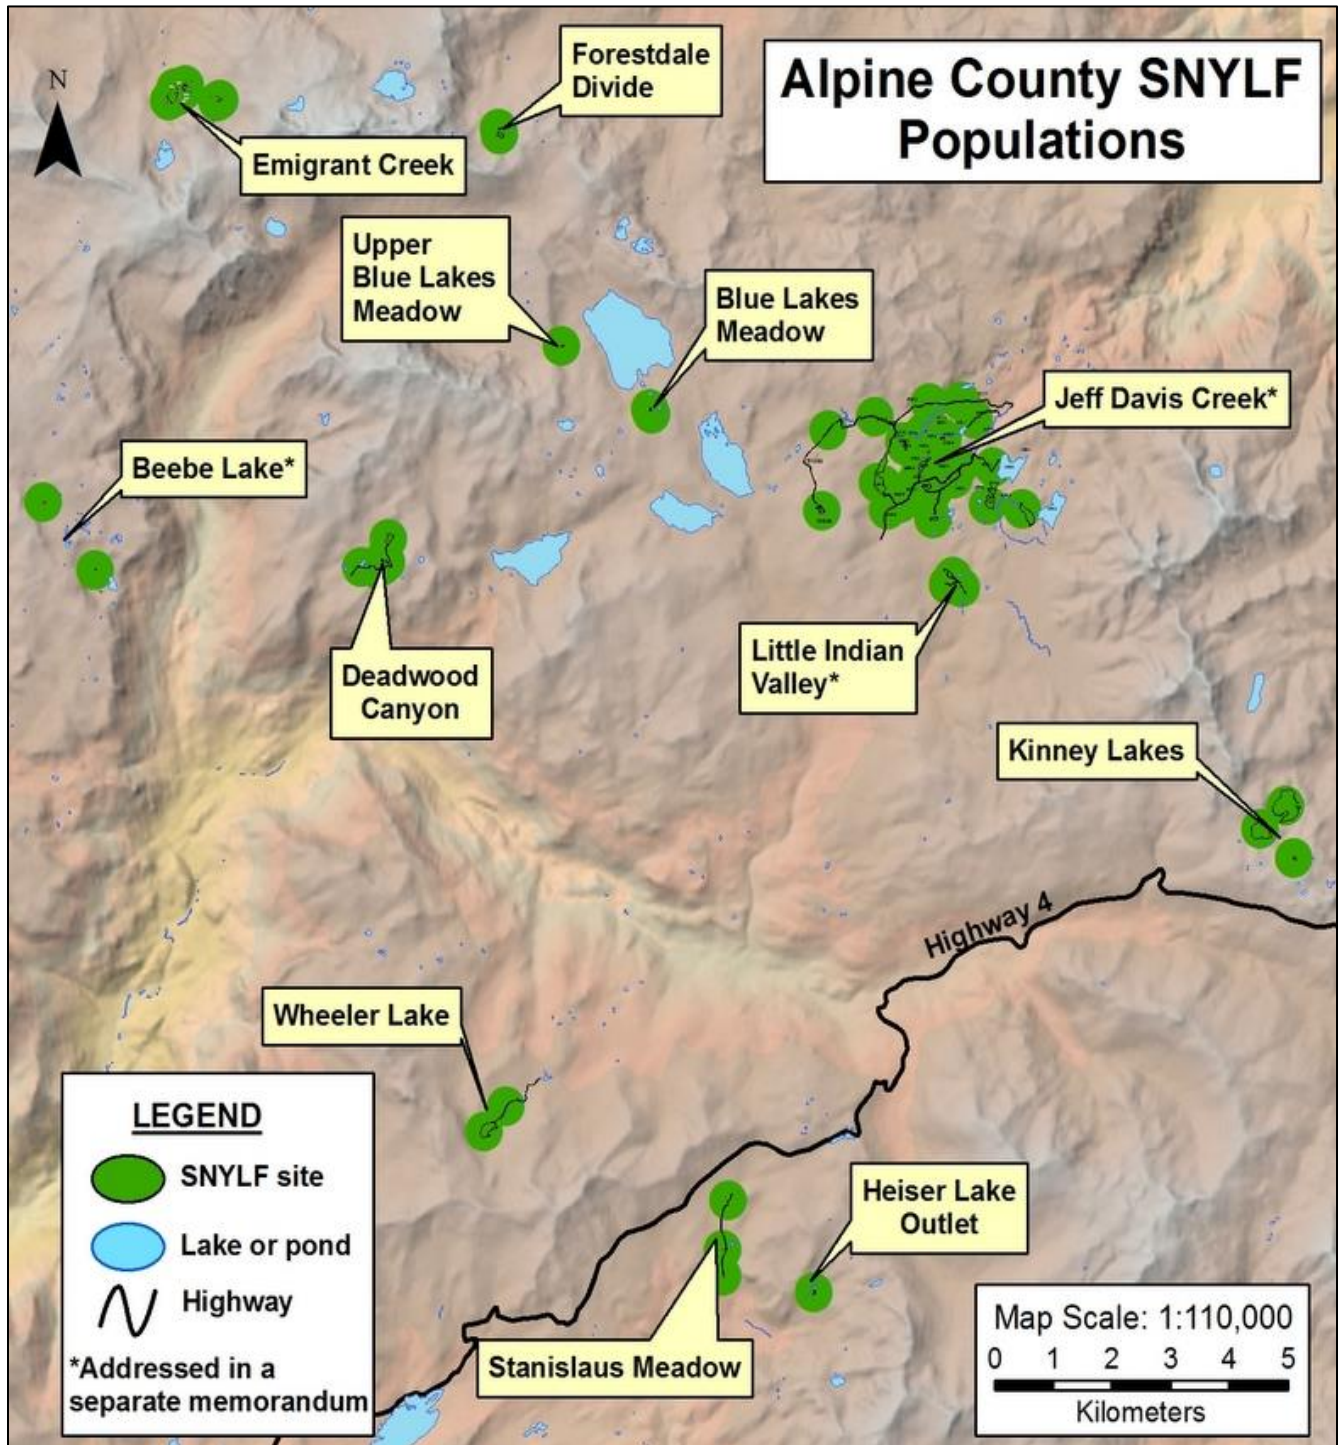 Alpine County SNYLF
Populations
N
Forestdale
Divide
Emigrant Creek
Upper
Blue Lakes
Meadow
Blue Lakes
Meadow
Jeff Davis Creek*
Beebe Lake*
Deadwood
Canyon
Little Indian
Valley*
Kinney Lakes
Highway 4
Wheeler Lake
Heiser Lake
Outlet
Stanislaus Meadow
LEGEND
SNYLF site
Lake or pond
Highway
*Addressed in a
separate memorandum
Map Scale: 1:110,000
0 1 2 3 4 5
Kilometers